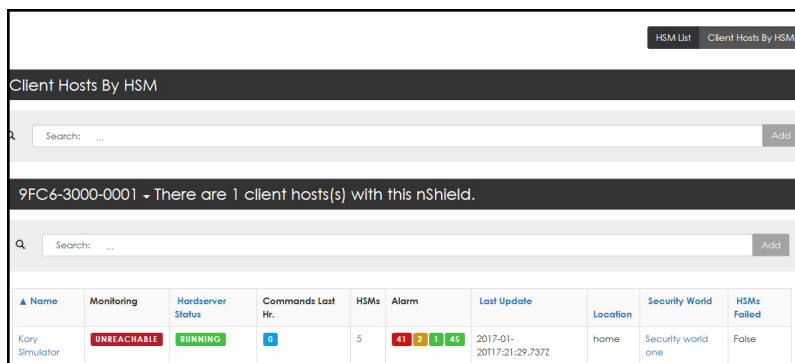 HSM List Client Hosts By HSM
Client Hosts By HSM
Search: ... Add
9FC6-3000-0001 There are 1 client hosts(s) with this nShield.
Search: ... Add
Name Monitoring Hardserver Status Commands Last Hr. HSMs Alarm Last Update Location Security World HSMs Failed
Kory Simulator UNREACHABLE RUNNING 0 5 41 2 1 45 2017-01-20T17:21:29.737Z home Security world one False